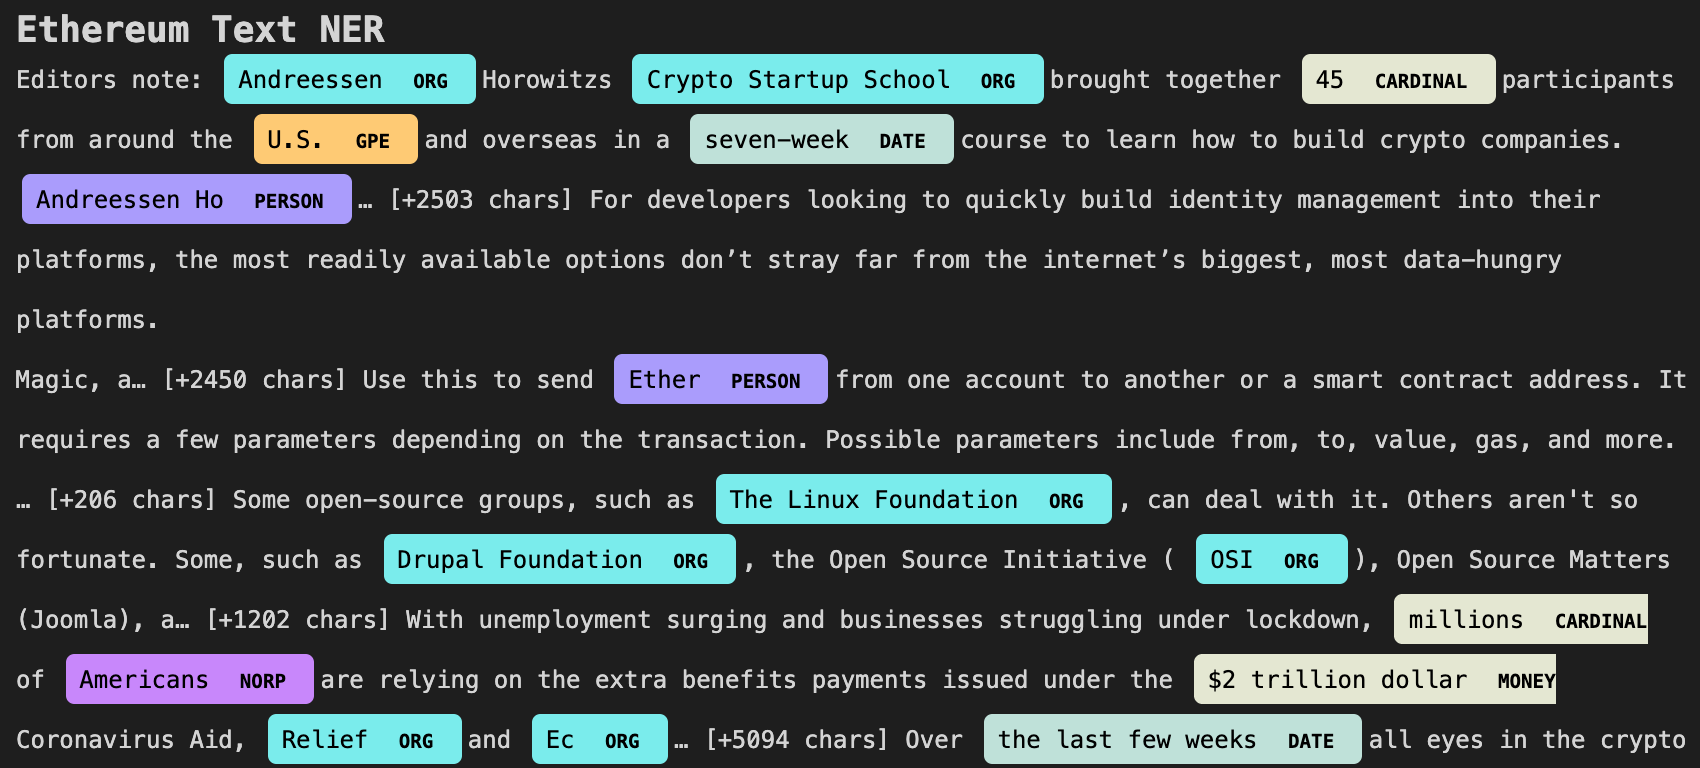 Ethereum Text NER
Editors note: Andreessen ORG Horowitzs Crypto Startup School ORG brought together 45 CARDINAL participants
from around the U.S. GPE and overseas in a seven-week DATE course to learn how to build crypto companies.
Andreessen Ho PERSON … [+2503 chars] For developers looking to quickly build identity management into their
platforms, the most readily available options don’t stray far from the internet’s biggest, most data-hungry
platforms.
Magic, a… [+2450 chars] Use this to send Ether PERSON from one account to another or a smart contract address. It
requires a few parameters depending on the transaction. Possible parameters include from, to, value, gas, and more.
… [+206 chars] Some open-source groups, such as The Linux Foundation ORG , can deal with it. Others aren't so
fortunate. Some, such as Drupal Foundation ORG , the Open Source Initiative ( OSI ORG ), Open Source Matters
(Joomla), a… [+1202 chars] With unemployment surging and businesses struggling under lockdown, millions CARDINAL
of Americans NORP are relying on the extra benefits payments issued under the $2 trillion dollar MONEY
Coronavirus Aid, Relief ORG and Ec ORG … [+5094 chars] Over the last few weeks DATE all eyes in the crypto